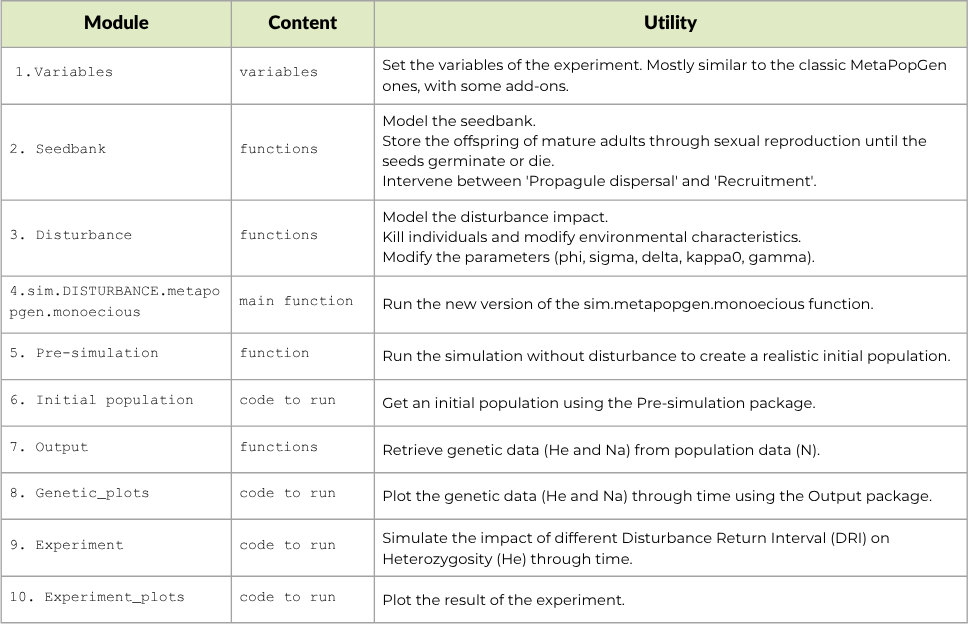 Module Content Utility
1.Variables variables Set the variables of the experiment. Mostly similar to the classic MetaPopGen
ones, with some add-ons.
2. Seedbank functions Model the seedbank.
Store the offspring of mature adults through sexual reproduction until the
seeds germinate or die.
Intervene between 'Propagule dispersal' and 'Recruitment'.
3. Disturbance functions Model the disturbance impact.
Kill individuals and modify environmental characteristics.
Modify the parameters (phi, sigma, delta, kappa0, gamma).
4.sim.DISTURBANCE.metapo
pgen.monoecious main function Run the new version of the sim.metapopgen.monoecious function.
5. Pre-simulation function Run the simulation without disturbance to create a realistic initial population.
6. Initial population code to run Get an initial population using the Pre-simulation package.
7. Output functions Retrieve genetic data (He and Na) from population data (N).
8. Genetic_plots code to run Plot the genetic data (He and Na) through time using the Output package.
9. Experiment code to run Simulate the impact of different Disturbance Return Interval (DRI) on
Heterozygosity (He) through time.
10. Experiment_plots code to run Plot the result of the experiment.